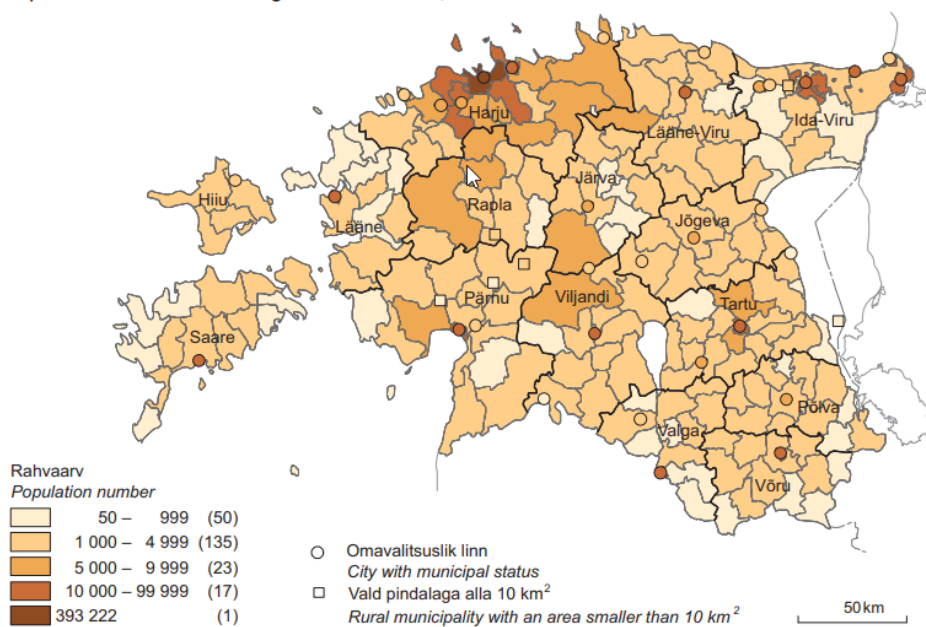 Harju
Lääne-Viru
Ida-Viru
Järva
Hiiu
Rapla
Lääne
Jõgeva
Pärnu
Viljandi
Tartu
Saare
Põlva
Valga
Võru
Rahvaarv
Population number
50 – 999 (50)
1 000 – 4 999 (135)
5 000 – 9 999 (23)
10 000 – 99 999 (17)
393 222 (1)
Omavalitsuslik linn
City with municipal status
Vald pindalaga alla 10 km²
Rural municipality with an area smaller than 10 km²
50 km